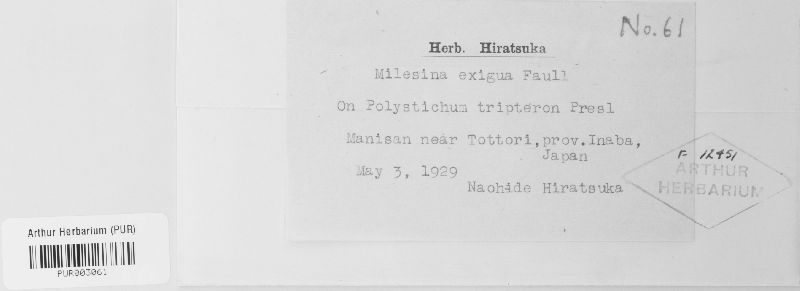 No. 61
Herb. Hiratsuka
Milesina exigua Faull
On Polystichum tripteron Presl
Manisan near Tottori, prov. Inaba,
Japan
May 3, 1929
Naohide Hiratsuka
F 12451
ARTHUR
HERBARIUM
Arthur Herbarium (PUR)
PUR003061